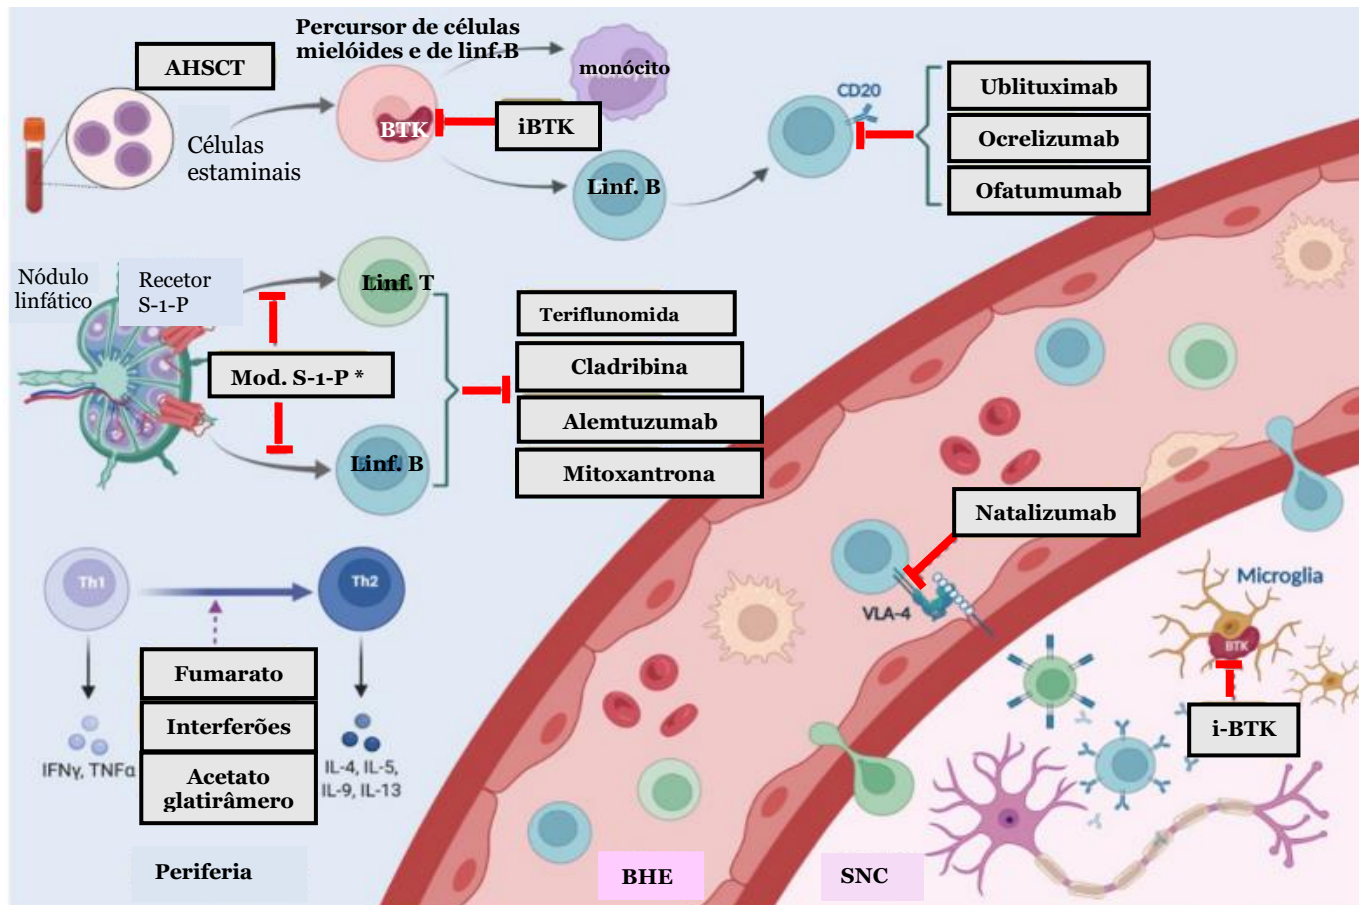 Percursor de células
mielóides e de linf.B
AHSCT
monócito
Células
estaminais
BTK
iBTK
Linf. B
CD20
Ublituximab
Ocrelizumab
Ofatumumab
Nódulo
linfático
Recetor
S-1-P
Linf. T
Mod. S-1-P *
Linf. B
Teriflunomida
Cladribina
Alemtuzumab
Mitoxantrona
Natalizumab
VLA-4
Microglia
BTK
i-BTK
Th1
Th2
Fumarato
Interferões
Acetato
glatirâmero
IFNγ, TNFα
IL-4, IL-5,
IL-9, IL-13
Periferia
BHE
SNC